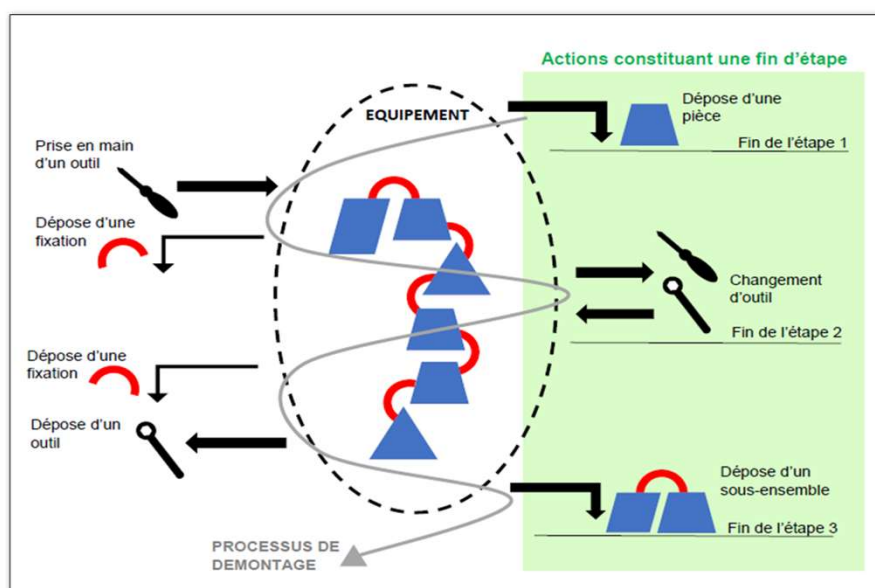 Actions constituant une fin d'étape
EQUIPEMENT
Dépose d'une
pièce
Fin de l'étape 1
Prise en main
d'un outil
Dépose d'une
fixation
Changement
d'outil
Fin de l'étape 2
Dépose d'une
fixation
Dépose d'un
outil
Dépose d'un
sous-ensemble
Fin de l'étape 3
PROCESSUS DE
DEMONTAGE